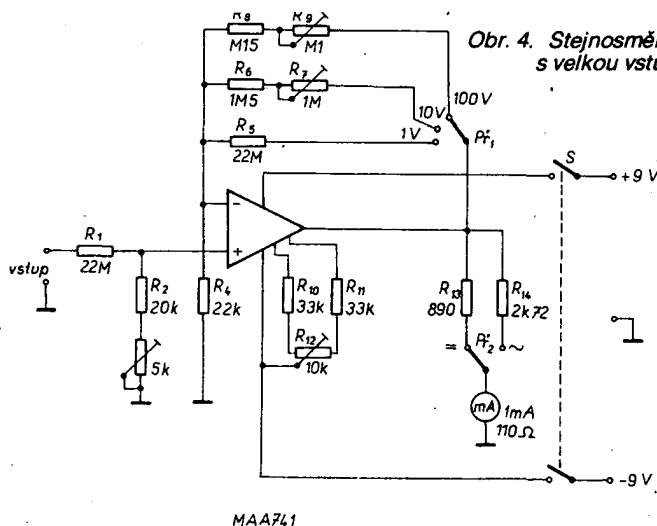 Obr. 4. Stejnosměr
s velkou vstu
R8
M15
R9
M1
R6
1M5
R7
1M
R5
22M
100V
10V
1V
Př1
S
+9 V
R1
22M
vstup
R2
20k
5k
R4
22k
-
+
R10
33k
R11
33k
R12
10k
R13
890
R14
2k72
=
Př2
~
mA
1mA
110Ω
-9 V
MAA741